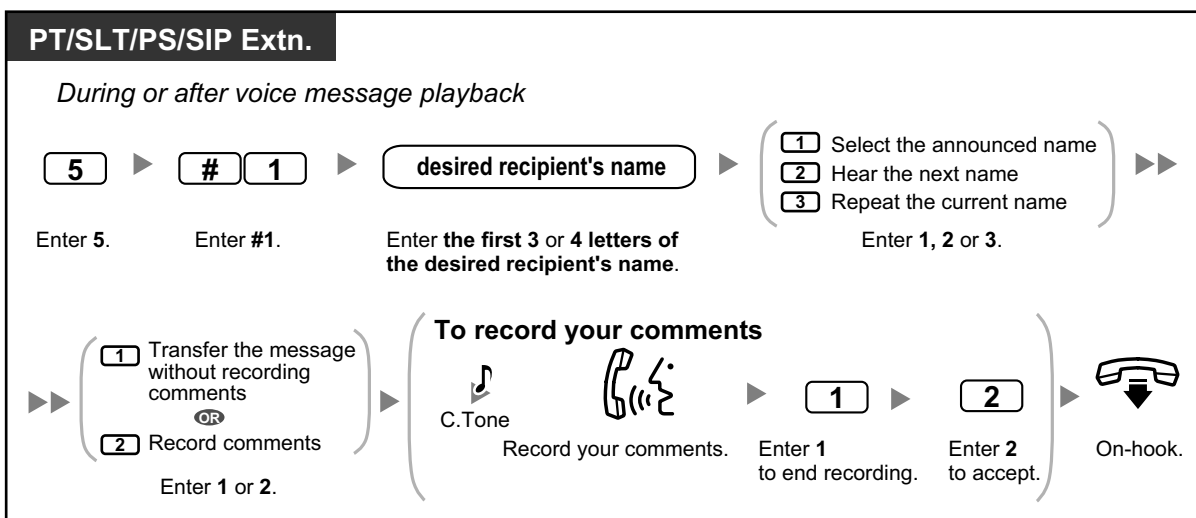 PT/SLT/PS/SIP Extn.
During or after voice message playback
5
# 1
desired recipient's name
1 Select the announced name
2 Hear the next name
3 Repeat the current name
Enter 5.
Enter #1.
Enter the first 3 or 4 letters of
the desired recipient's name.
Enter 1, 2 or 3.
1 Transfer the message
without recording
comments
OR
2 Record comments
Enter 1 or 2.
To record your comments
C.Tone
Record your comments.
1
Enter 1
to end recording.
2
Enter 2
to accept.
On-hook.